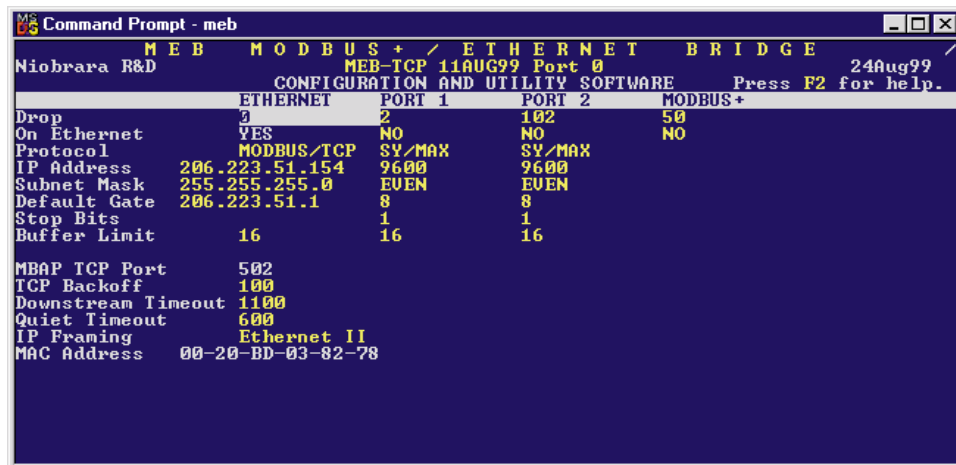 Command Prompt - meb
M E B   M O D B U S + / E T H E R N E T   B R I D G E /
Niobrara R&D MEB-TCP 11AUG99 Port 0 24Aug99
CONFIGURATION AND UTILITY SOFTWARE Press F2 for help.
ETHERNET PORT 1 PORT 2 MODBUS+
Drop 0 2 102 50
On Ethernet YES NO NO NO
Protocol MODBUS/TCP SY/MAX SY/MAX
IP Address 206.223.51.154 9600 9600
Subnet Mask 255.255.255.0 EVEN EVEN
Default Gate 206.223.51.1 8 8
Stop Bits 1 1
Buffer Limit 16 16 16
MBAP TCP Port 502
TCP Backoff 100
Downstream Timeout 1100
Quiet Timeout 600
IP Framing Ethernet II
MAC Address 00-20-BD-03-82-78